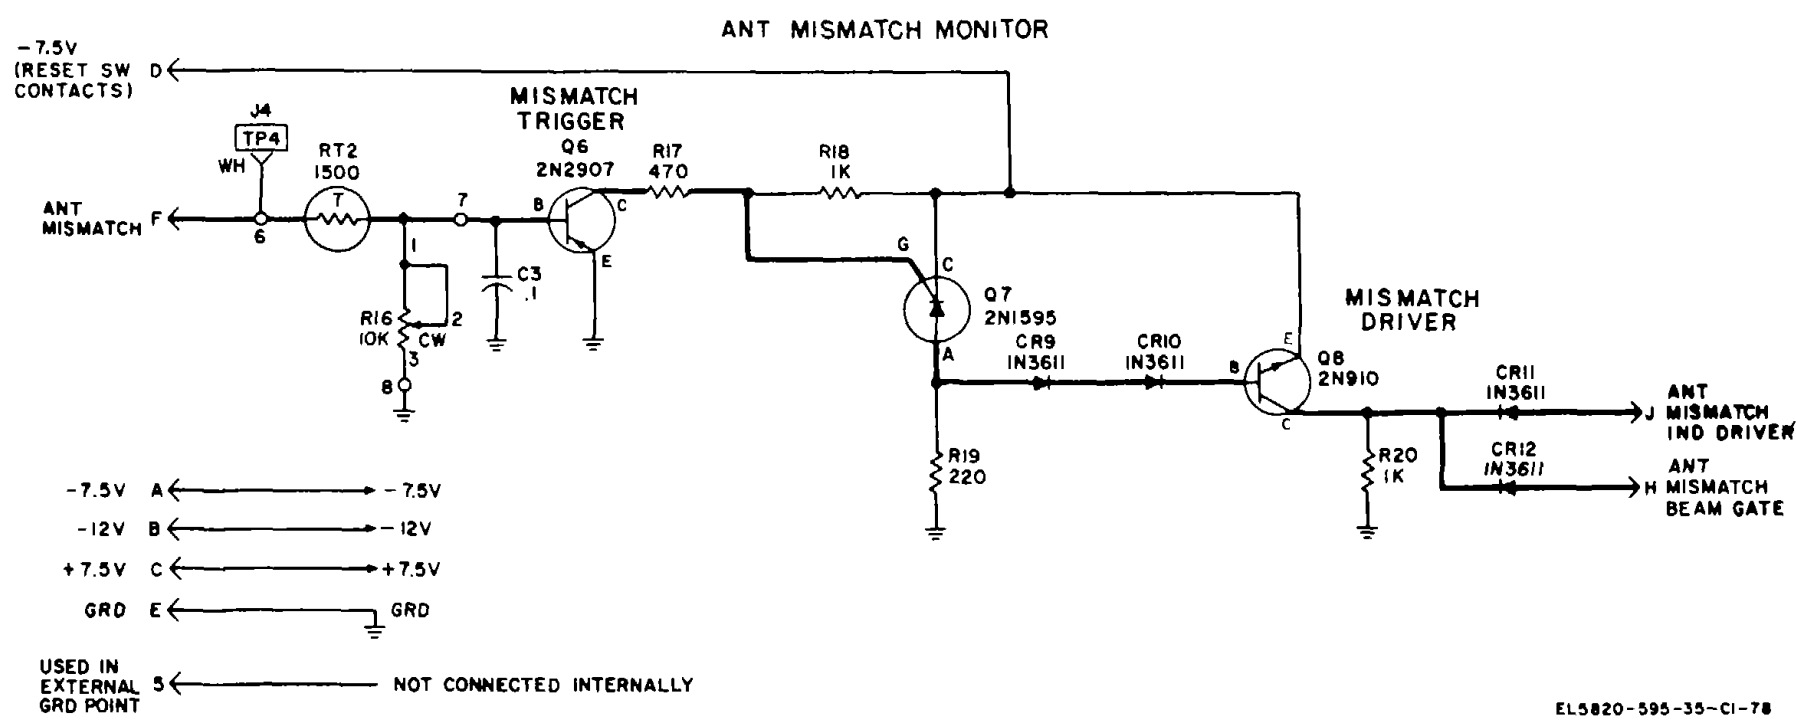 ANT MISMATCH MONITOR
-7.5V
(RESET SW D
CONTACTS)
J4
TP4
WH
ANT
MISMATCH F
6
RT2
1500
T
1
R16
10K
2
CW
3
8
7
C3
.1
MISMATCH
TRIGGER
Q6
2N2907
B
C
E
R17
470
R18
1K
G
C
Q7
2N1595
A
CR9
1N3611
CR10
1N3611
R19
220
MISMATCH
DRIVER
E
B
Q8
2N910
C
R20
1K
CR11
1N3611
J
ANT
MISMATCH
IND DRIVER
CR12
1N3611
H
ANT
MISMATCH
BEAM GATE
-7.5V A -7.5V
-12V B -12V
+7.5V C +7.5V
GRD E GRD
USED IN
EXTERNAL 5 NOT CONNECTED INTERNALLY
GRD POINT
EL5820-595-35-C1-78